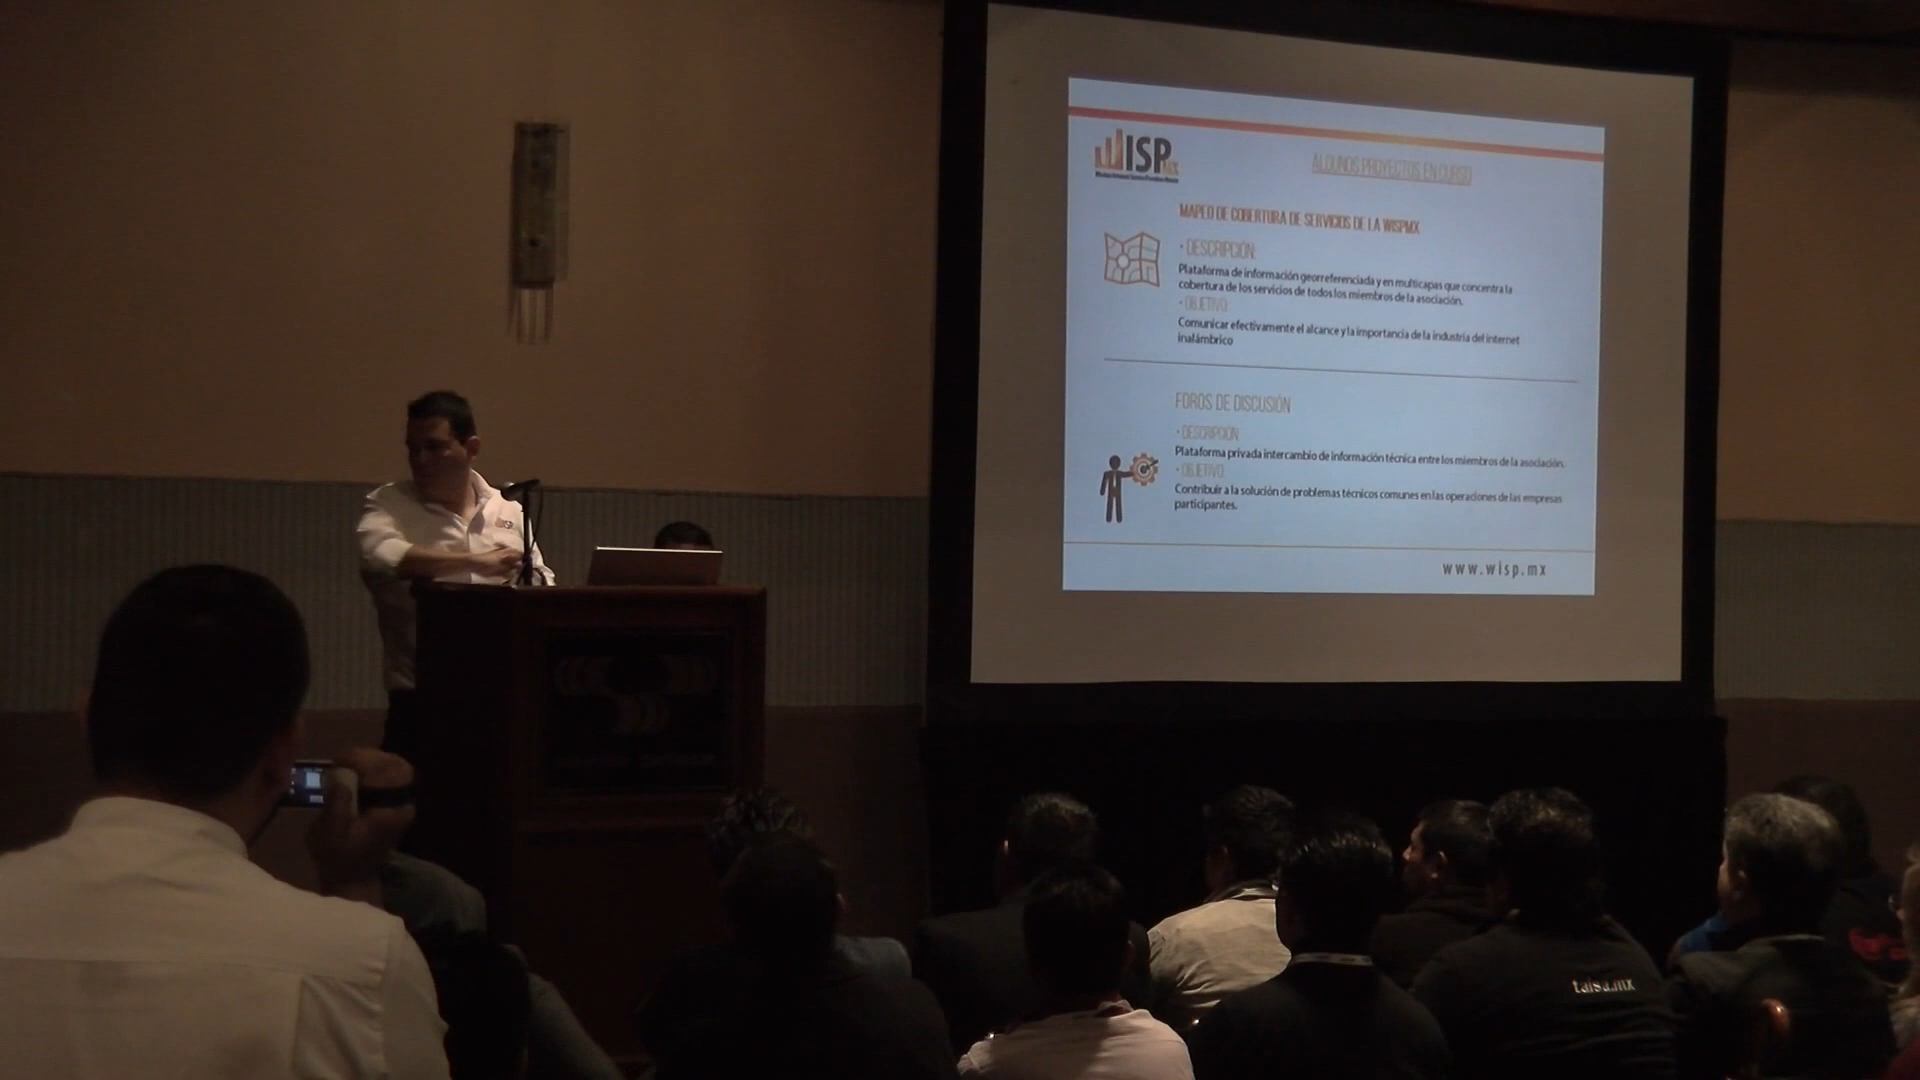 WISP MX
ALGUNOS PROYECTOS EN CURSO
MAPEO DE COBERTURA DE SERVICIOS DE LA WISPMX
• DESCRIPCIÓN:
Plataforma de información georreferenciada y en multicapas que concentra la
cobertura de los servicios de todos los miembros de la asociación.
• OBJETIVO:
Comunicar efectivamente el alcance y la importancia de la industria del internet
inalámbrico
FOROS DE DISCUSIÓN
• DESCRIPCIÓN:
Plataforma privada intercambio de información técnica entre los miembros de la asociación.
• OBJETIVO:
Contribuir a la solución de problemas técnicos comunes en las operaciones de las empresas
participantes.
www.wisp.mx
WISP
talsa.mx